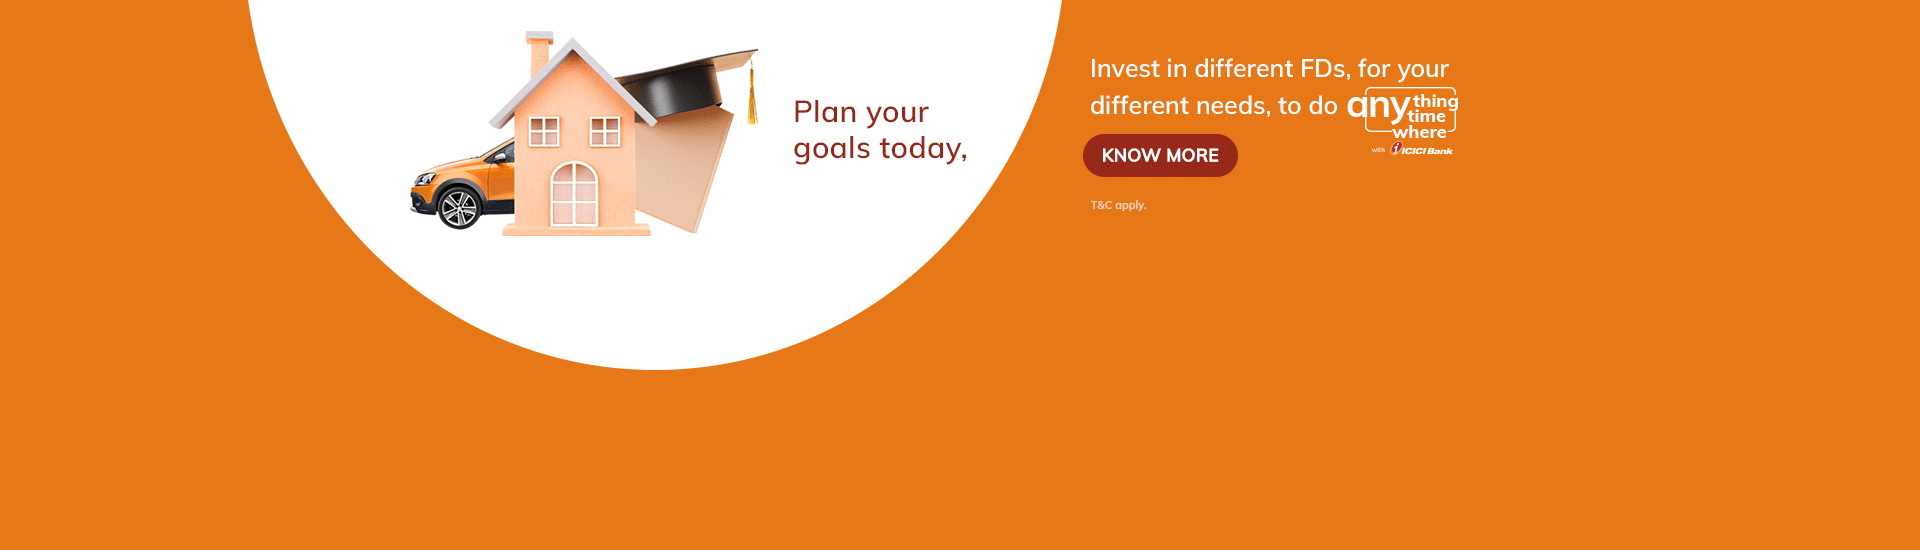 Plan your
goals today,
Invest in different FDs, for your
different needs, to do any thing
time
where
with i ICICI Bank
KNOW MORE
T&C apply.